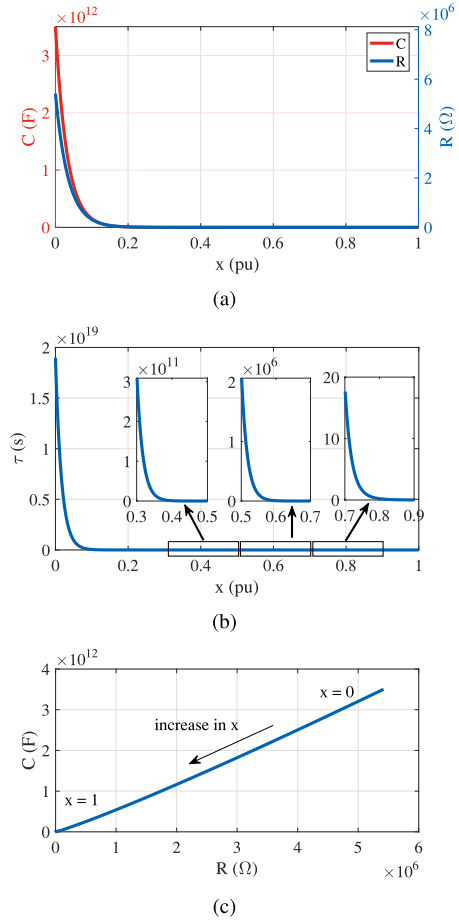 ×10¹²
×10⁶
3
2
1
0
C (F)
8
6
4
2
0
R (Ω)
C
R
0 0.2 0.4 0.6 0.8 1
x (pu)
(a)
×10¹⁹
2
1.5
1
0.5
0
τ (s)
×10¹¹
3
2
1
0
0.3 0.4 0.5
×10⁶
2
1
0
0.5 0.6 0.7
20
10
0
0.7 0.8 0.9
0 0.2 0.4 0.6 0.8 1
x (pu)
(b)
×10¹²
4
3
2
1
0
C (F)
x = 0
increase in x
x = 1
0 1 2 3 4 5 6
R (Ω)
×10⁶
(c)